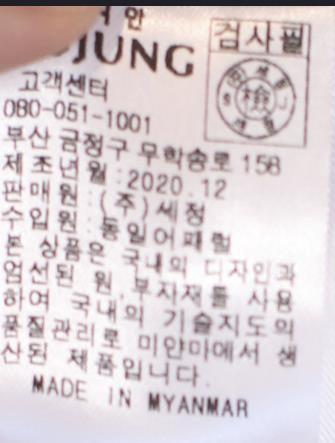 안
JUNG
검사필
檢
고객센터
080-051-1001
부산 금정구 무학송로 158
제조년월:2020.12
판매원:(주)세정
수입원:동일어패럴
본 상품은 국내의 디자인과
엄선된 원,부자재를 사용
하여 국내의 기술지도의
품질관리로 미얀마에서 생
산된 제품입니다.
MADE IN MYANMAR